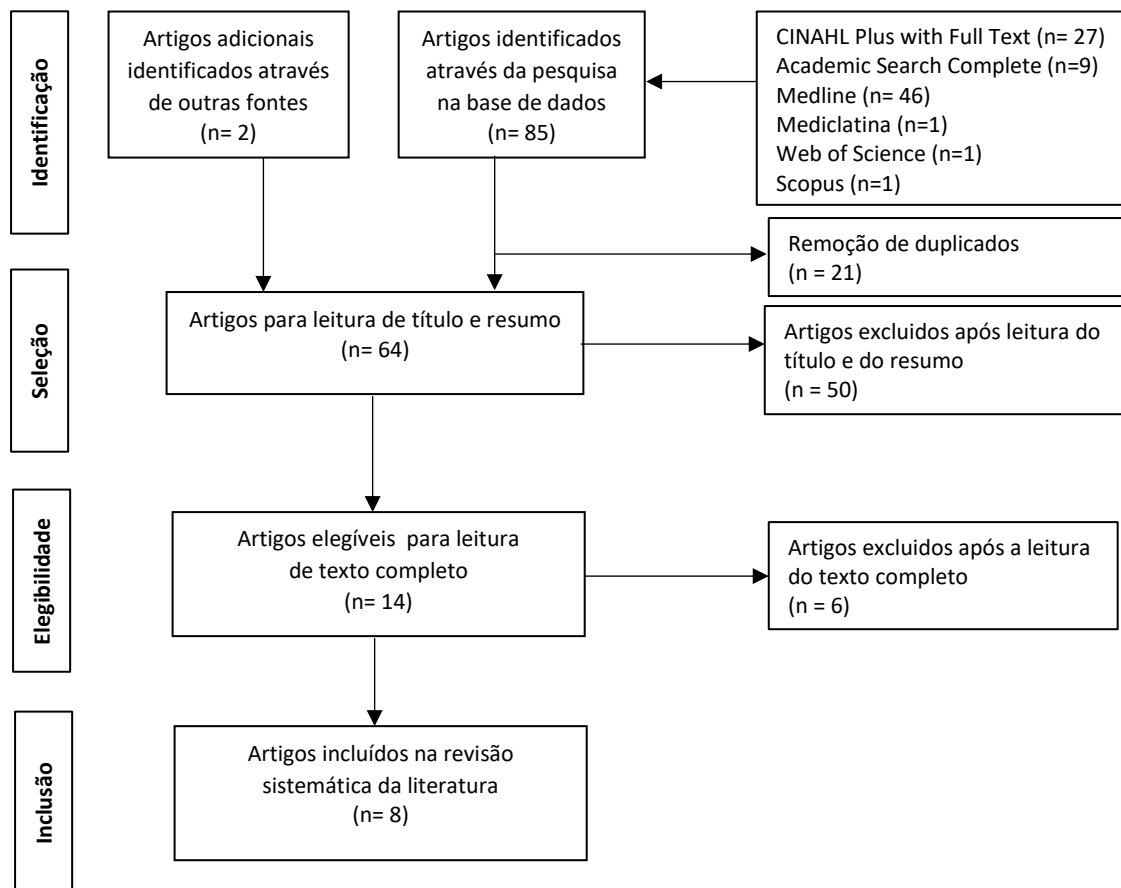 Identificação
Artigos adicionais
identificados através
de outras fontes
(n= 2)
Artigos identificados
através da pesquisa
na base de dados
(n= 85)
CINAHL Plus with Full Text (n= 27)
Academic Search Complete (n=9)
Medline (n= 46)
Mediclatina (n=1)
Web of Science (n=1)
Scopus (n=1)
Remoção de duplicados
(n = 21)
Seleção
Artigos para leitura de título e resumo
(n= 64)
Artigos excluidos após leitura do
título e do resumo
(n = 50)
Elegibilidade
Artigos elegíveis  para leitura
de texto completo
(n= 14)
Artigos excluidos após a leitura
do texto completo
(n = 6)
Inclusão
Artigos incluídos na revisão
sistemática da literatura
(n= 8)